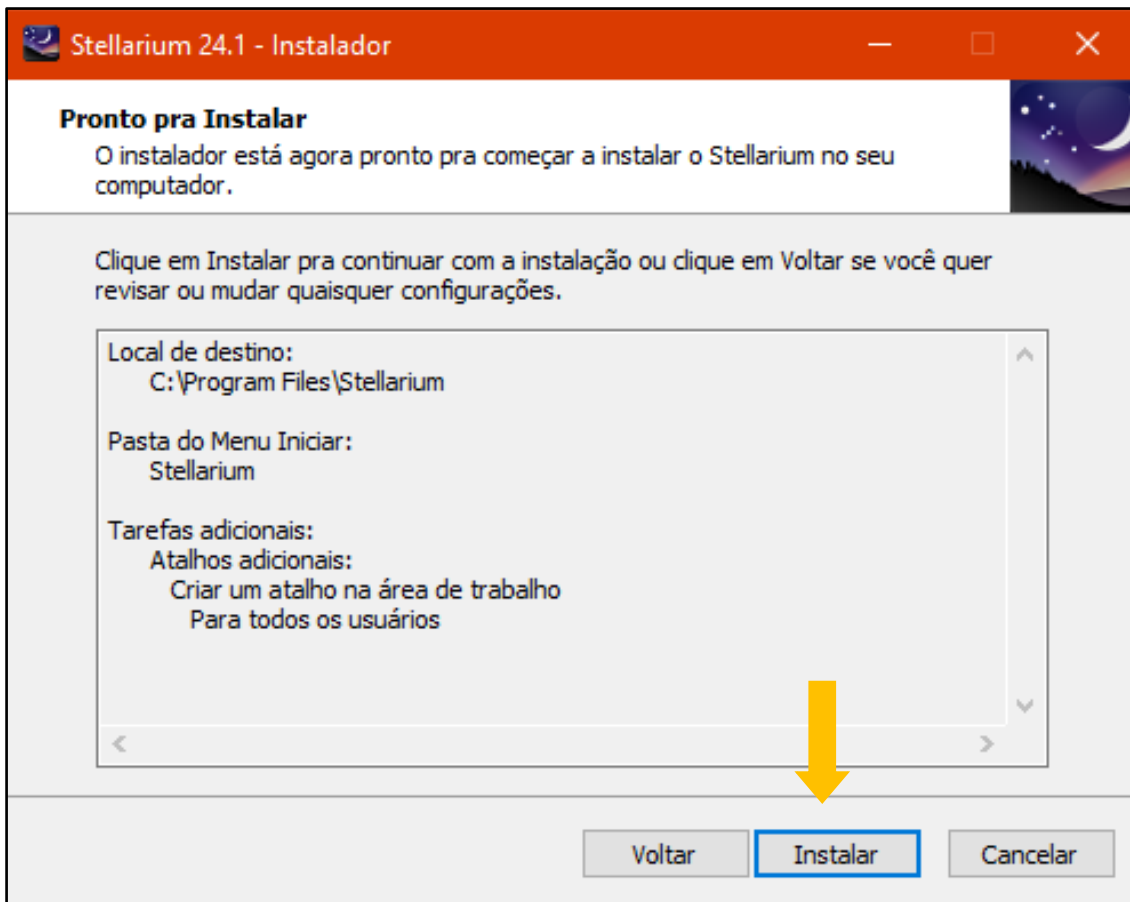 Stellarium 24.1 - Instalador
Pronto pra Instalar
O instalador está agora pronto pra começar a instalar o Stellarium no seu
computador.
Clique em Instalar pra continuar com a instalação ou clique em Voltar se você quer
revisar ou mudar quaisquer configurações.
Local de destino:
C:\Program Files\Stellarium
Pasta do Menu Iniciar:
Stellarium
Tarefas adicionais:
Atalhos adicionais:
Criar um atalho na área de trabalho
Para todos os usuários
Voltar
Instalar
Cancelar